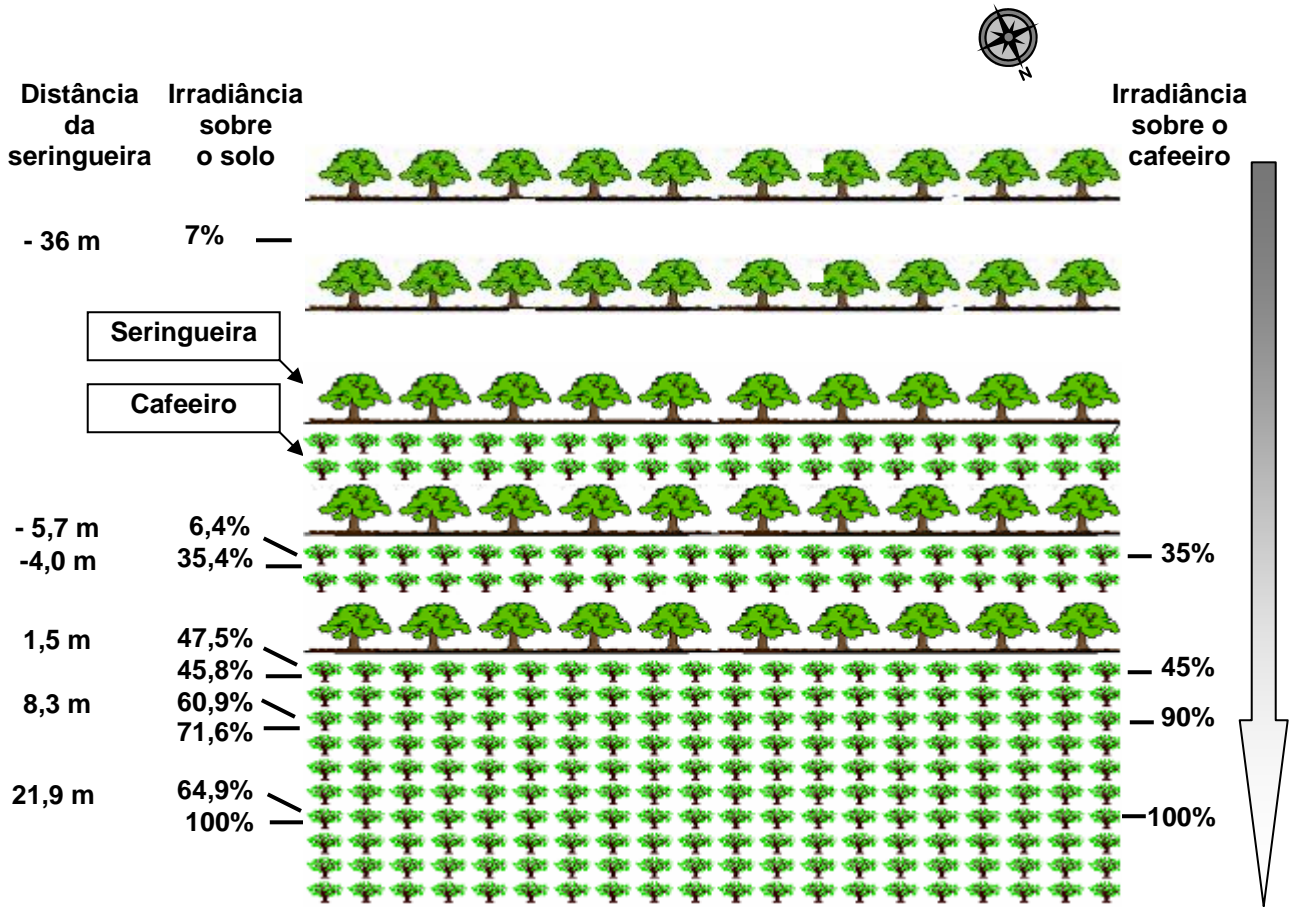 N
Distância
da
seringueira
Irradiância
sobre
o solo
Irradiância
sobre o
cafeeiro
- 36 m
7%
Seringueira
Cafeeiro
- 5,7 m
6,4%
-4,0 m
35,4%
35%
1,5 m
47,5%
45,8%
45%
8,3 m
60,9%
71,6%
90%
21,9 m
64,9%
100%
100%